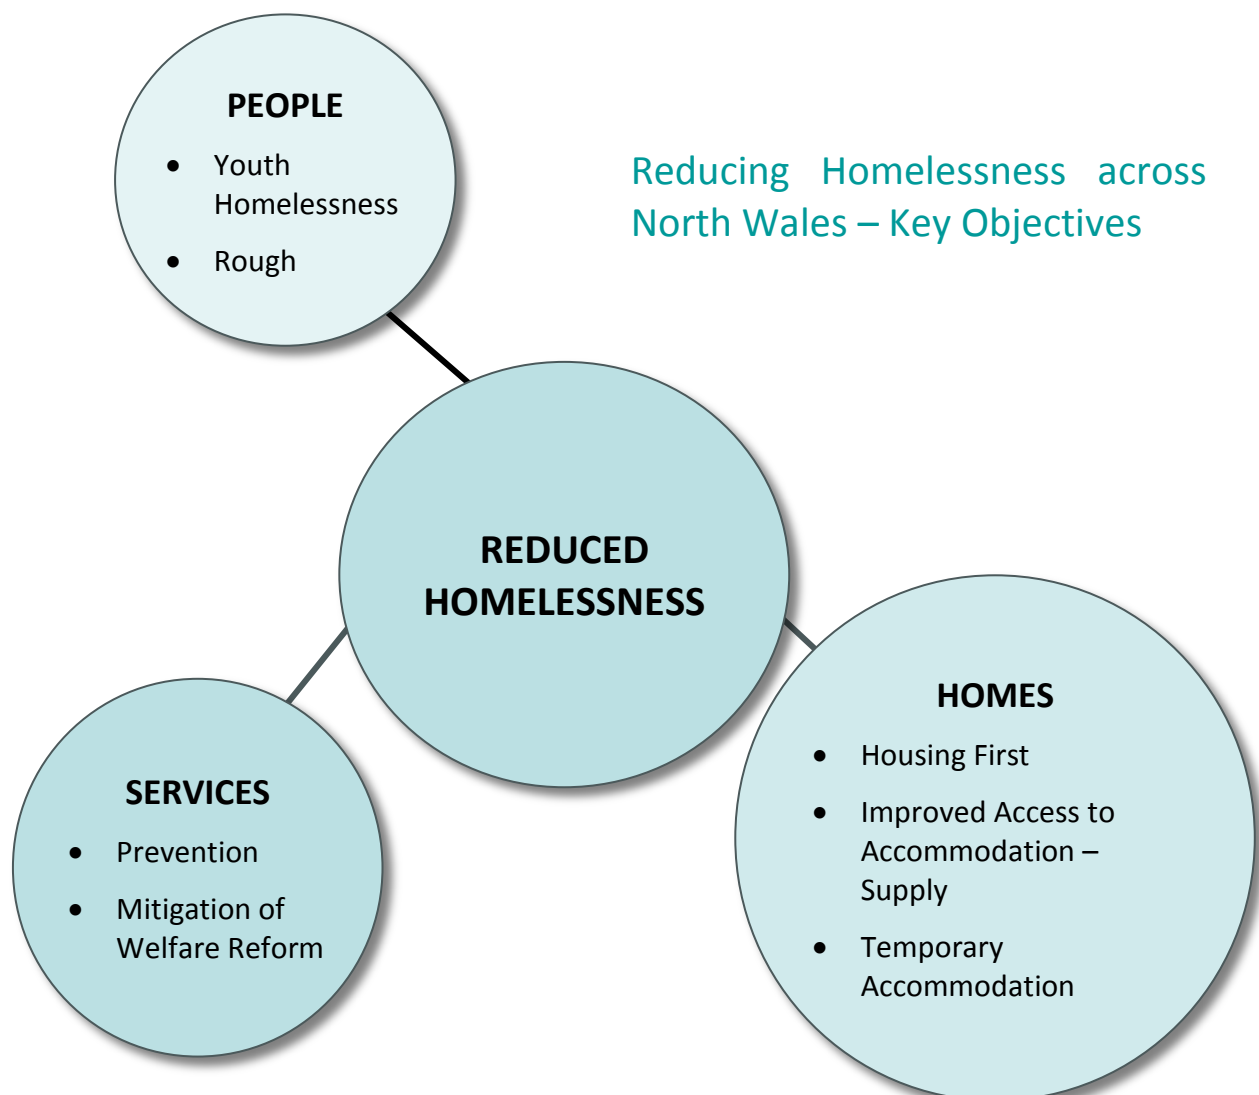 PEOPLE
• Youth
Homelessness
• Rough
Reducing Homelessness across
North Wales – Key Objectives
REDUCED
HOMELESSNESS
SERVICES
• Prevention
• Mitigation of
Welfare Reform
HOMES
• Housing First
• Improved Access to
Accommodation –
Supply
• Temporary
Accommodation